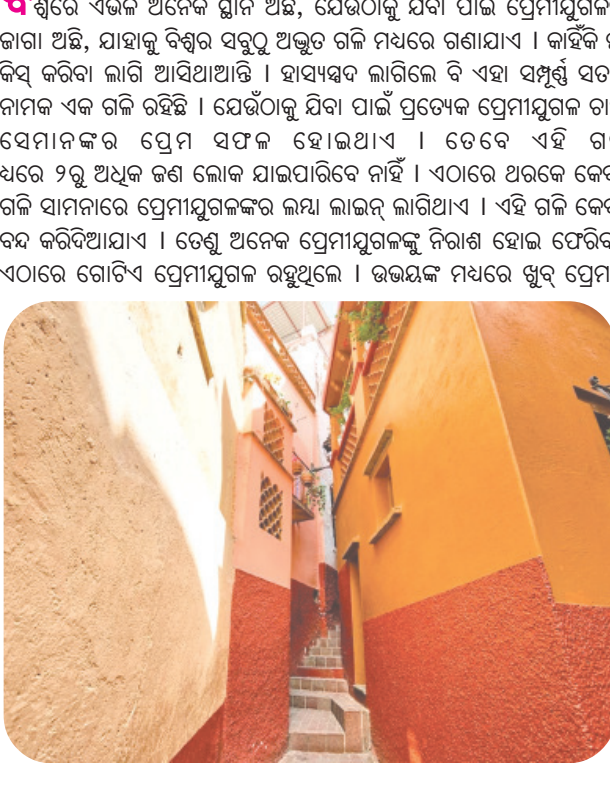 ବିଶ୍ୱରେ ଏଭଳି ଅନେକ ସ୍ଥାନ ଅଛି, ଯେଉଁଠାକୁ ଯିବା ପାଇଁ ପ୍ରେମୀଯୁଗଳ
ଜାଗା ଅଛି, ଯାହାକୁ ବିଶ୍ୱର ସବୁଠୁ ଅଦ୍ଭୁତ ଗଳି ମଧ୍ୟରେ ଗଣାଯାଏ । କାହିଁକି
କିସ୍ କରିବା ଲାଗି ଆସିଥାଆନ୍ତି । ହାସ୍ୟାସ୍ପଦ ଲାଗିଲେ ବି ଏହା ସମ୍ପୂର୍ଣ୍ଣ ସତ
ନାମକ ଏକ ଗଳି ରହିଛି । ଯେଉଁଠାକୁ ଯିବା ପାଇଁ ପ୍ରତ୍ୟେକ ପ୍ରେମୀଯୁଗଳ
ସେମାନଙ୍କର ପ୍ରେମ ସଫଳ ହୋଇଥାଏ । ତେବେ ଏହି
ଧ୍ୟରେ ୨ରୁ ଅଧିକ ଜଣ ଲୋକ ଯାଇପାରିବେ ନାହିଁ । ଏଠାରେ ଥରକେ
ଗଳି ସାମନାରେ ପ୍ରେମୀଯୁଗଳଙ୍କର ଲମ୍ବା ଲାଇନ୍ ଲାଗିଥାଏ । ଏହି ଗଳି
ବନ୍ଦ କରିଦିଆଯାଏ । ତେଣୁ ଅନେକ ପ୍ରେମୀଯୁଗଳଙ୍କୁ ନିରାଶ ହୋଇ
ଏଠାରେ ଗୋଟିଏ ପ୍ରେମୀଯୁଗଳ ରହୁଥିଲେ । ଉଭୟଙ୍କ ମଧ୍ୟରେ ଖୁବ୍ ପ୍ରେମ